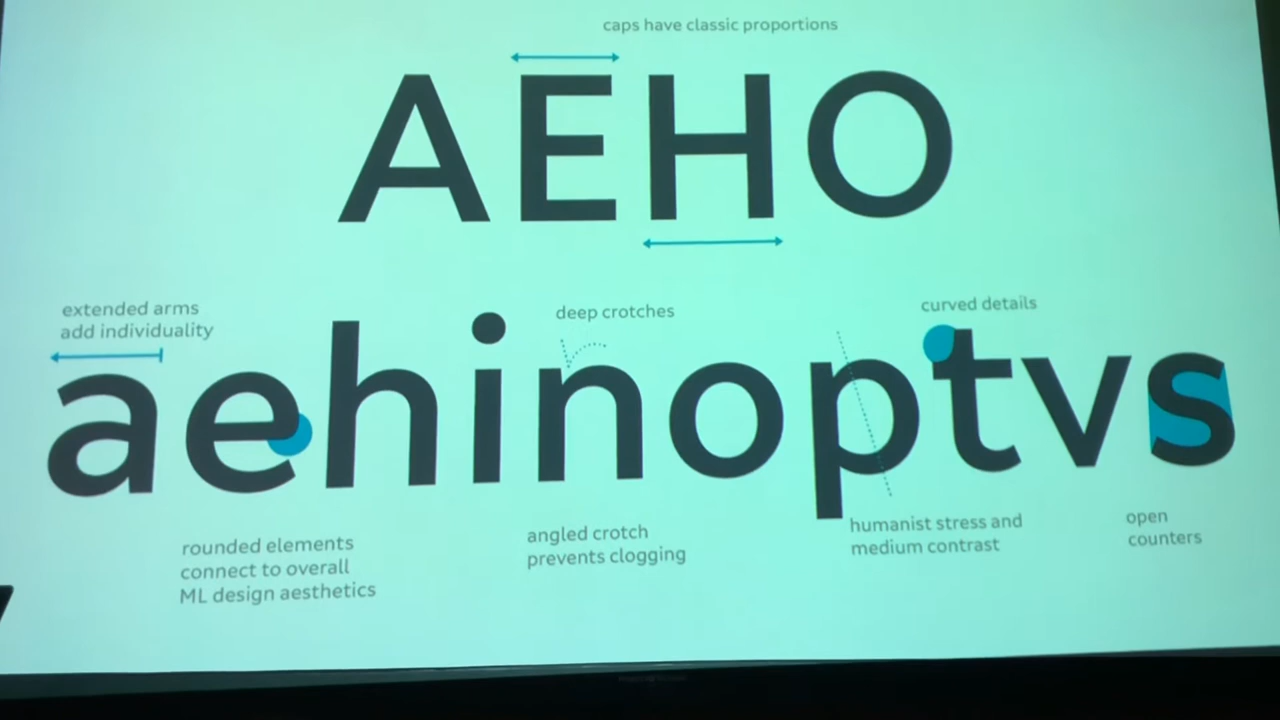 caps have classic proportions
AEHO
extended arms
add individuality
deep crotches
curved details
aehinoptvs
rounded elements
connect to overall
ML design aesthetics
angled crotch
prevents clogging
humanist stress and
medium contrast
open
counters